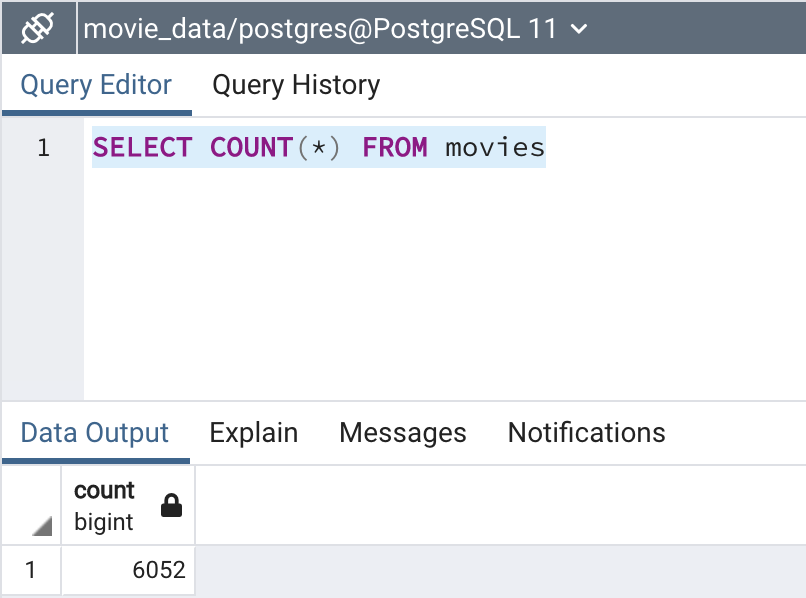 movie_data/postgres@PostgreSQL 11
Query Editor Query History
1 SELECT COUNT(*) FROM movies
Data Output Explain Messages Notifications
count
bigint
1 6052